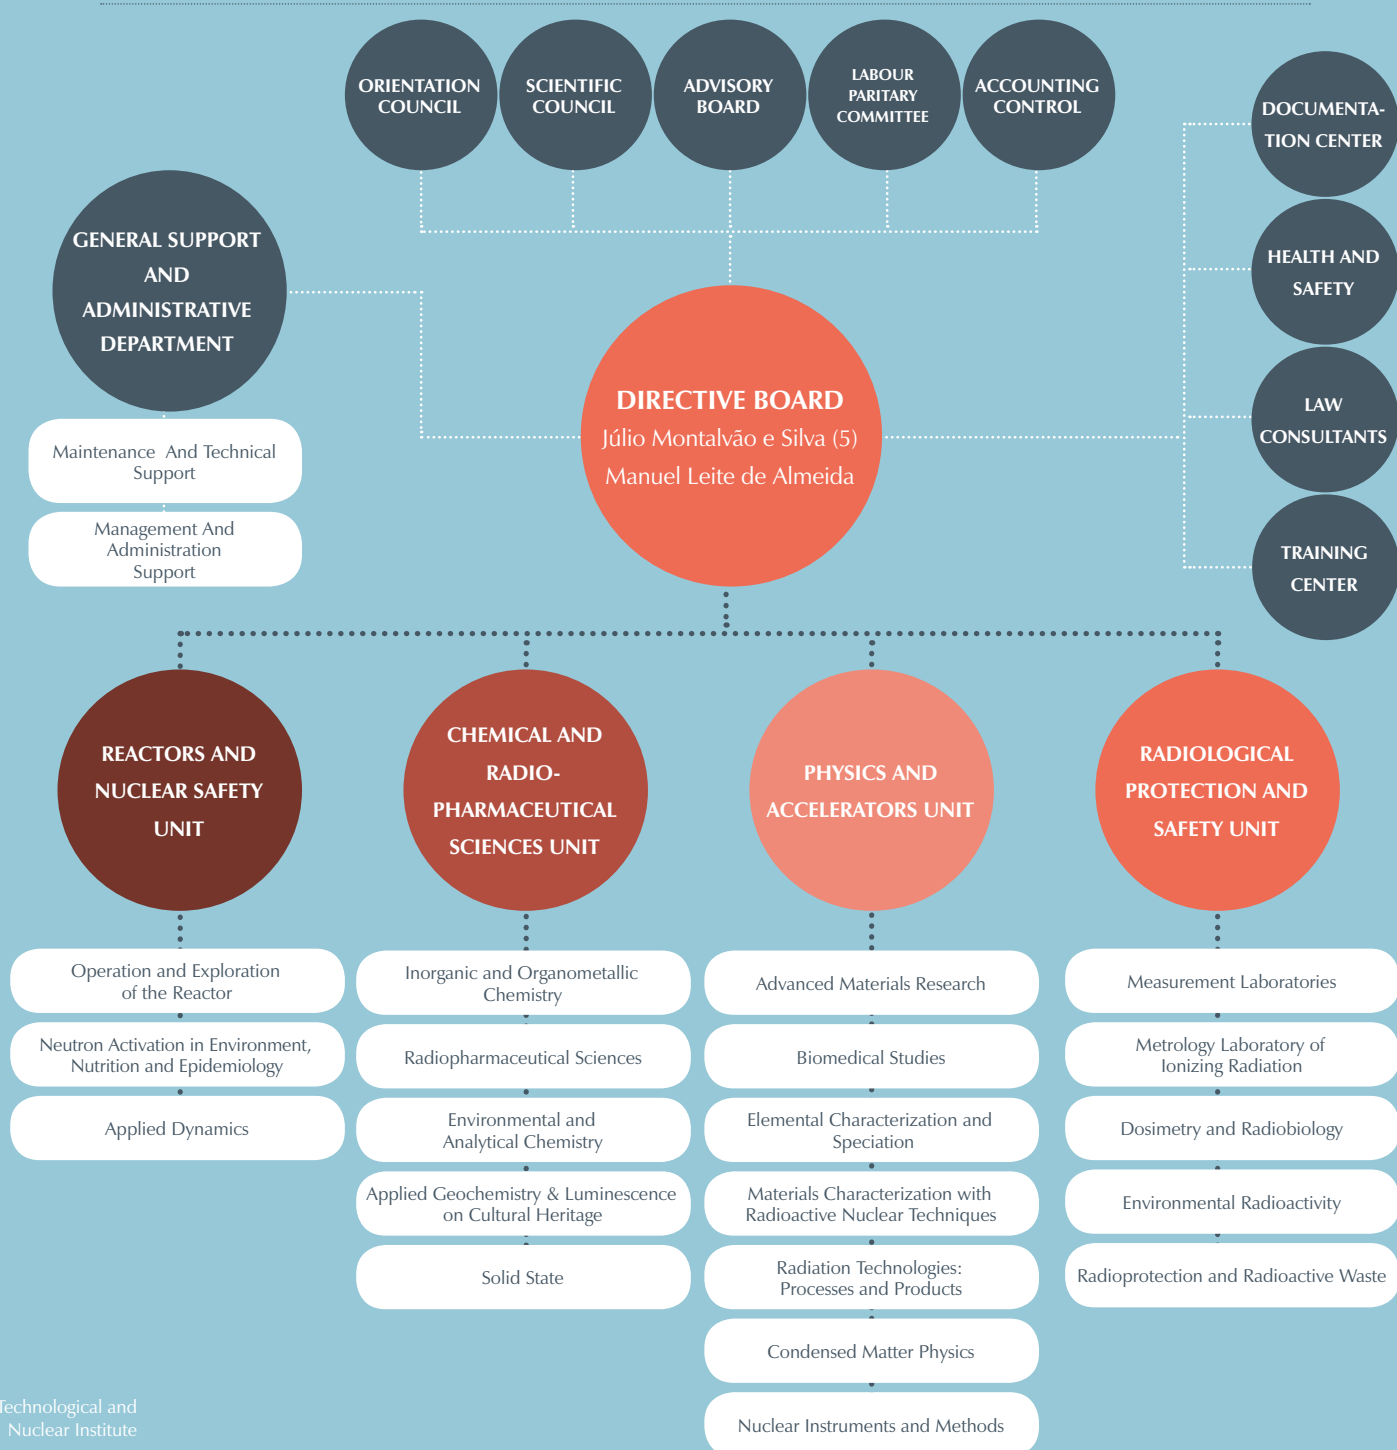 ORIENTATION
COUNCIL
SCIENTIFIC
COUNCIL
ADVISORY
BOARD
LABOUR
PARITARY
COMMITTEE
ACCOUNTING
CONTROL
DOCUMENTA-
TION CENTER
HEALTH AND
SAFETY
LAW
CONSULTANTS
TRAINING
CENTER
GENERAL SUPPORT
AND
ADMINISTRATIVE
DEPARTMENT
Maintenance And Technical
Support
Management And
Administration
Support
DIRECTIVE BOARD
Júlio Montalvão e Silva (5)
Manuel Leite de Almeida
REACTORS AND
NUCLEAR SAFETY
UNIT
Operation and Exploration
of the Reactor
Neutron Activation in Environment,
Nutrition and Epidemiology
Applied Dynamics
CHEMICAL AND
RADIO-
PHARMACEUTICAL
SCIENCES UNIT
Inorganic and Organometallic
Chemistry
Radiopharmaceutical Sciences
Environmental and
Analytical Chemistry
Applied Geochemistry & Luminescence
on Cultural Heritage
Solid State
PHYSICS AND
ACCELERATORS UNIT
Advanced Materials Research
Biomedical Studies
Elemental Characterization and
Speciation
Materials Characterization with
Radioactive Nuclear Techniques
Radiation Technologies:
Processes and Products
Condensed Matter Physics
Nuclear Instruments and Methods
RADIOLOGICAL
PROTECTION AND
SAFETY UNIT
Measurement Laboratories
Metrology Laboratory of
Ionizing Radiation
Dosimetry and Radiobiology
Environmental Radioactivity
Radioprotection and Radioactive Waste
Technological and
Nuclear Institute